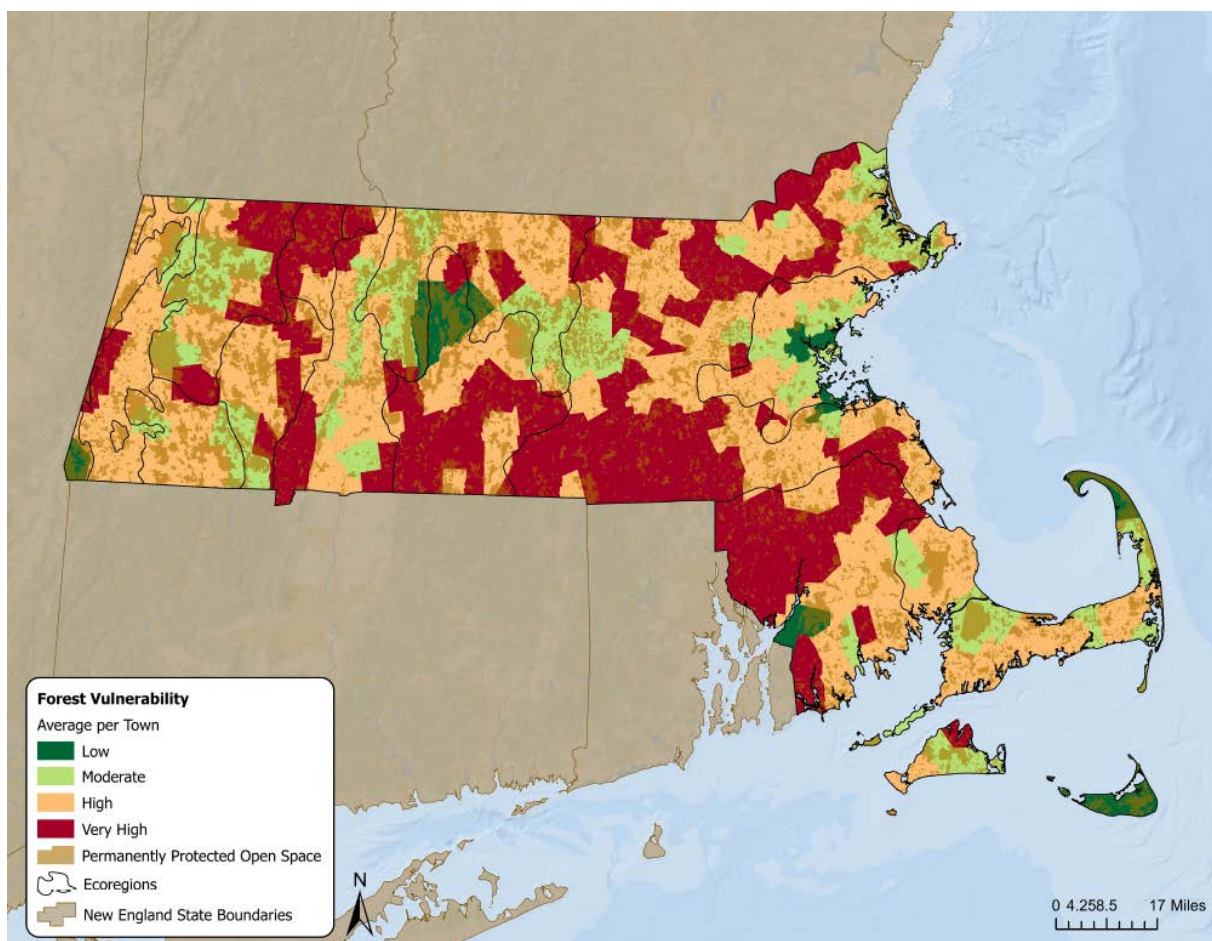 Forest Vulnerability
Average per Town
Low
Moderate
High
Very High
Permanently Protected Open Space
Ecoregions
New England State Boundaries
N
0 4.258.5 17 Miles